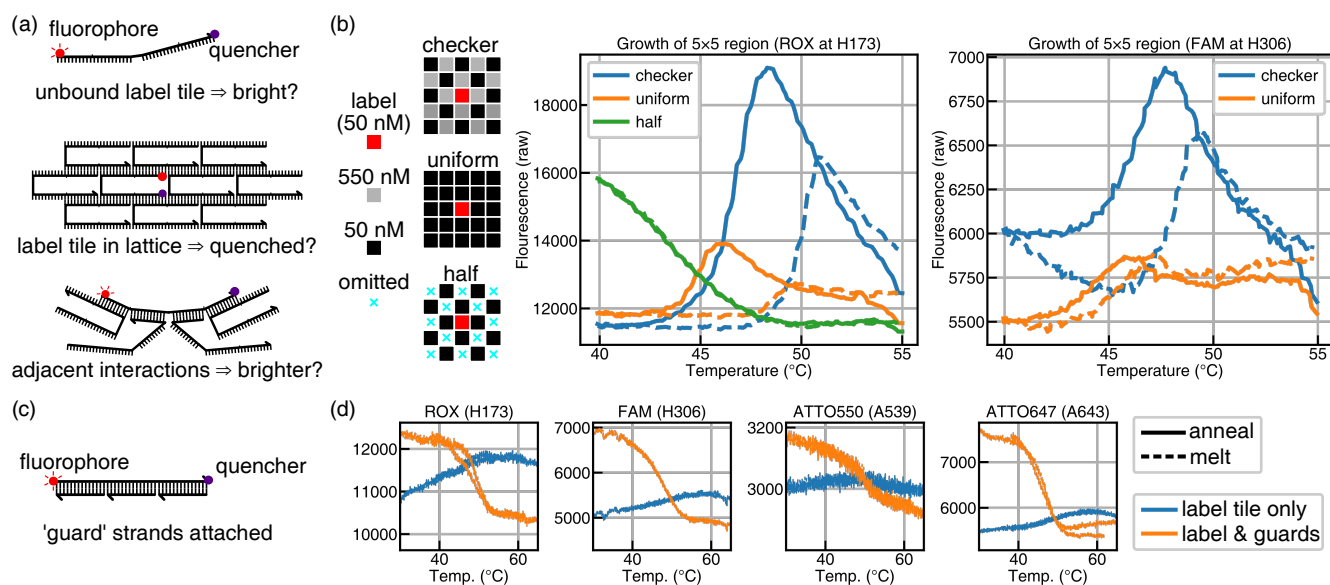 (a)
fluorophore
quencher
unbound label tile ⇒ bright?
label tile in lattice ⇒ quenched?
adjacent interactions ⇒ brighter?
(b)
checker
label
(50 nM)
uniform
550 nM
50 nM
half
omitted
×
Growth of 5×5 region (ROX at H173)
Flourescence (raw)
18000
16000
14000
12000
checker
uniform
half
40
45
50
55
Temperature (°C)
Growth of 5×5 region (FAM at H306)
Flourescence (raw)
7000
6750
6500
6250
6000
5750
5500
checker
uniform
40
45
50
55
Temperature (°C)
(c)
fluorophore
quencher
'guard' strands attached
(d)
ROX (H173)
12000
11000
10000
40
60
Temp. (°C)
FAM (H306)
7000
6000
5000
40
60
Temp. (°C)
ATTO550 (A539)
3200
3000
40
60
Temp. (°C)
ATTO647 (A643)
7000
6000
40
60
Temp. (°C)
anneal
melt
label tile only
label & guards